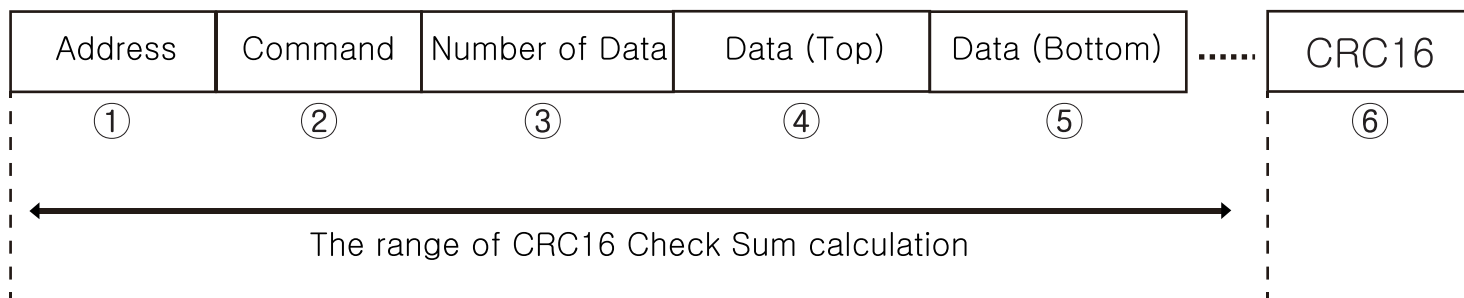 Address Command Number of Data Data (Top) Data (Bottom) ........ CRC16
① ② ③ ④ ⑤ ⑥
The range of CRC16 Check Sum calculation